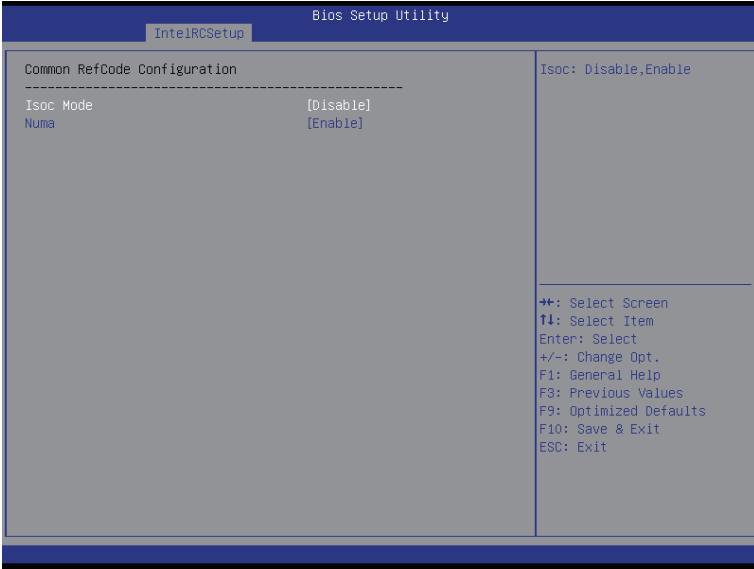 Bios Setup Utility
IntelRCSetup
Common RefCode Configuration
--------------------------------------------------
Isoc Mode [Disable]
Numa [Enable]
Isoc: Disable,Enable
→←: Select Screen
↑↓: Select Item
Enter: Select
+/-: Change Opt.
F1: General Help
F3: Previous Values
F9: Optimized Defaults
F10: Save & Exit
ESC: Exit